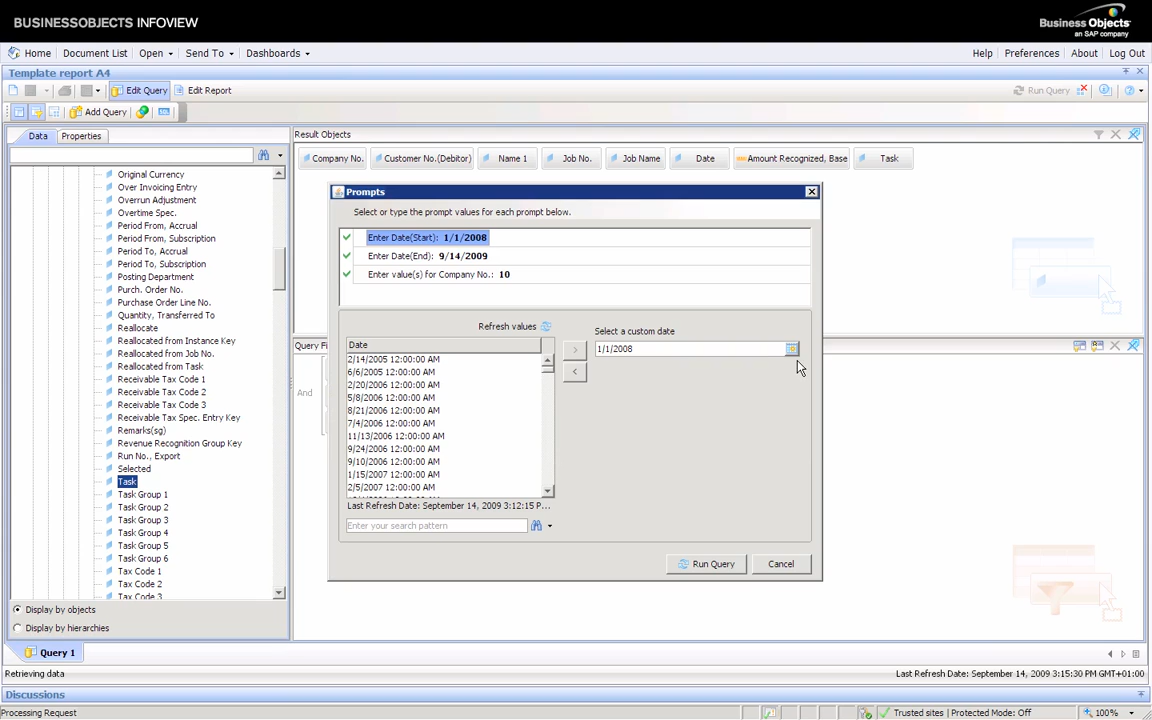 BUSINESSOBJECTS INFOVIEW
Business Objects
an SAP company
Home Document List Open Send To Dashboards Help Preferences About Log Out
Template report A4
Edit Query Edit Report Run Query
Add Query
Data Properties
Result Objects
Company No. Customer No.(Debitor) Name 1 Job No. Job Name Date Amount Recognized, Base Task
Original Currency
Over Invoicing Entry
Overrun Adjustment
Overtime Spec.
Period From, Accrual
Period From, Subscription
Period To, Accrual
Period To, Subscription
Posting Department
Purch. Order No.
Purchase Order Line No.
Quantity, Transferred To
Reallocate
Reallocated from Instance Key
Reallocated from Job No.
Reallocated from Task
Receivable Tax Code 1
Receivable Tax Code 2
Receivable Tax Code 3
Receivable Tax Spec. Entry Key
Remarks(sg)
Revenue Recognition Group Key
Run No., Export
Selected
Task
Task Group 1
Task Group 2
Task Group 3
Task Group 4
Task Group 5
Task Group 6
Tax Code 1
Tax Code 2
Tax Code 3
Display by objects
Display by hierarchies
Query 1
Prompts
Select or type the prompt values for each prompt below.
Enter Date(Start): 1/1/2008
Enter Date(End): 9/14/2009
Enter value(s) for Company No.: 10
Refresh values
Select a custom date
Date
1/1/2008
2/14/2005 12:00:00 AM
6/6/2005 12:00:00 AM
2/20/2006 12:00:00 AM
5/8/2006 12:00:00 AM
8/21/2006 12:00:00 AM
7/4/2006 12:00:00 AM
11/13/2006 12:00:00 AM
9/24/2006 12:00:00 AM
9/10/2006 12:00:00 AM
1/15/2007 12:00:00 AM
2/5/2007 12:00:00 AM
Last Refresh Date: September 14, 2009 3:12:15 P...
Enter your search pattern
Run Query Cancel
Query Fi
And
Retrieving data
Last Refresh Date: September 14, 2009 3:15:30 PM GMT+01:00
Discussions
Processing Request
Trusted sites | Protected Mode: Off
100%